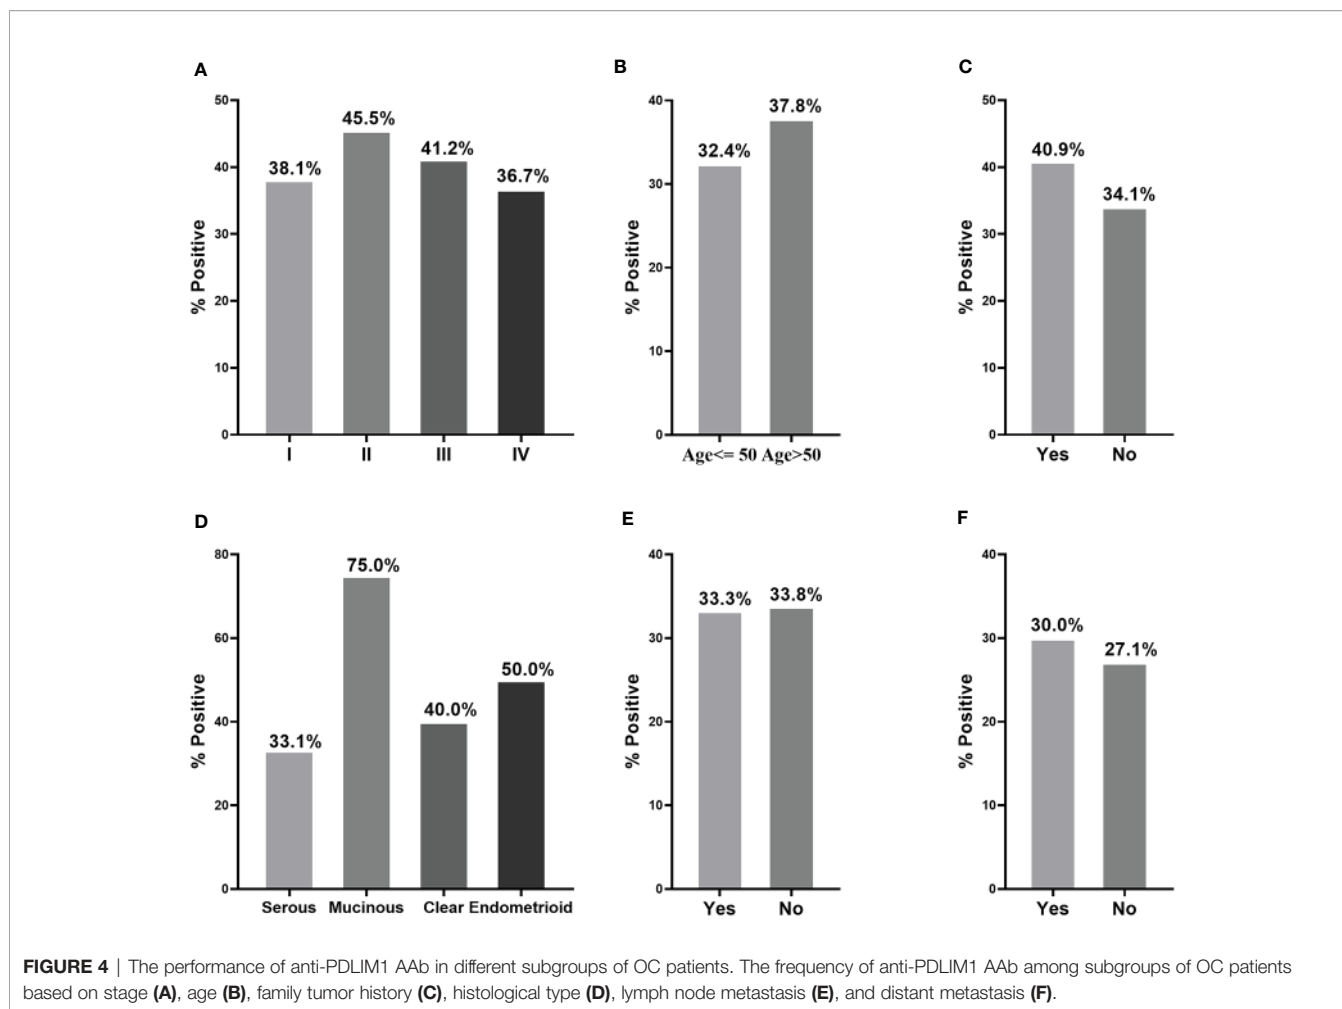 A
50
40
30
20
10
0
% Positive
38.1%
45.5%
41.2%
36.7%
I II III IV
B
40
30
20
10
0
% Positive
32.4%
37.8%
Age<= 50 Age>50
C
50
40
30
20
10
0
% Positive
40.9%
34.1%
Yes No
D
80
60
40
20
0
% Positive
33.1%
75.0%
40.0%
50.0%
Serous Mucinous Clear Endometrioid
E
40
30
20
10
0
% Positive
33.3%
33.8%
Yes No
F
40
30
20
10
0
% Positive
30.0%
27.1%
Yes No
FIGURE 4 | The performance of anti-PDLIM1 AAb in different subgroups of OC patients. The frequency of anti-PDLIM1 AAb among subgroups of OC patients
based on stage (A), age (B), family tumor history (C), histological type (D), lymph node metastasis (E), and distant metastasis (F).